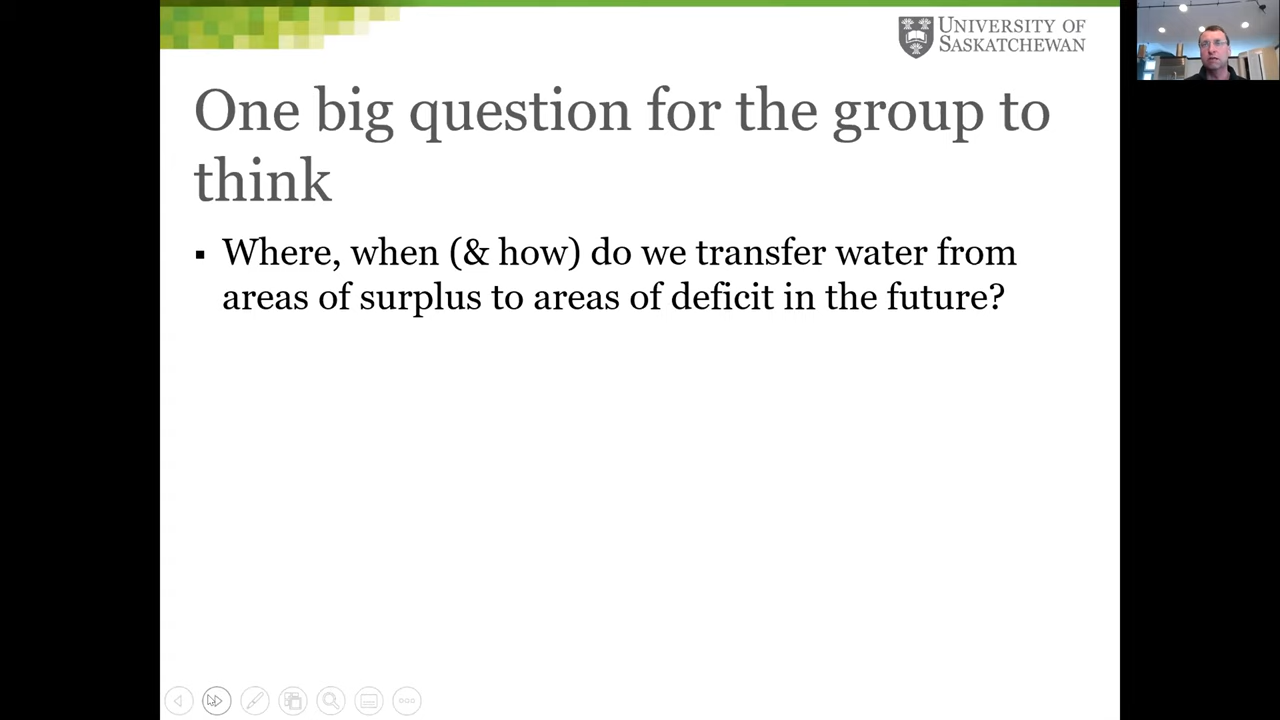 UNIVERSITY OF
SASKATCHEWAN
One big question for the group to
think
▪ Where, when (& how) do we transfer water from
areas of surplus to areas of deficit in the future?